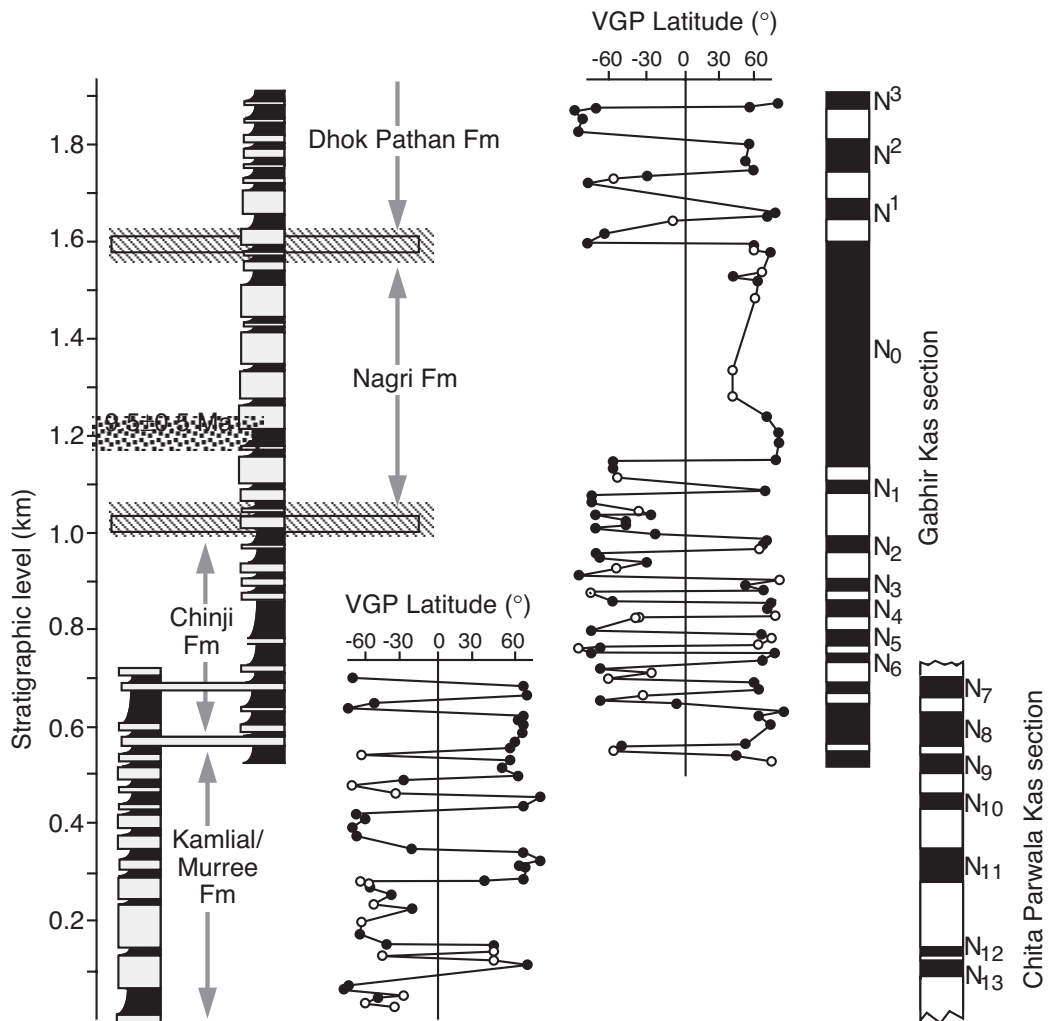 VGP Latitude (°)
-60 -30 0 60
Dhok Pathan Fm
1.8
1.6
1.4
1.2
1.0
0.8
0.6
0.4
0.2
Stratigraphic level (km)
9.5±0.5 Ma
Nagri Fm
Chinji
Fm
Kamlial/
Murree
Fm
VGP Latitude (°)
-60 -30 0 60
N3
N2
N1
N0
N1
N2
N3
N4
N5
N6
Gabhir Kas section
N7
N8
N9
N10
N11
N12
N13
Chita Parwala Kas section